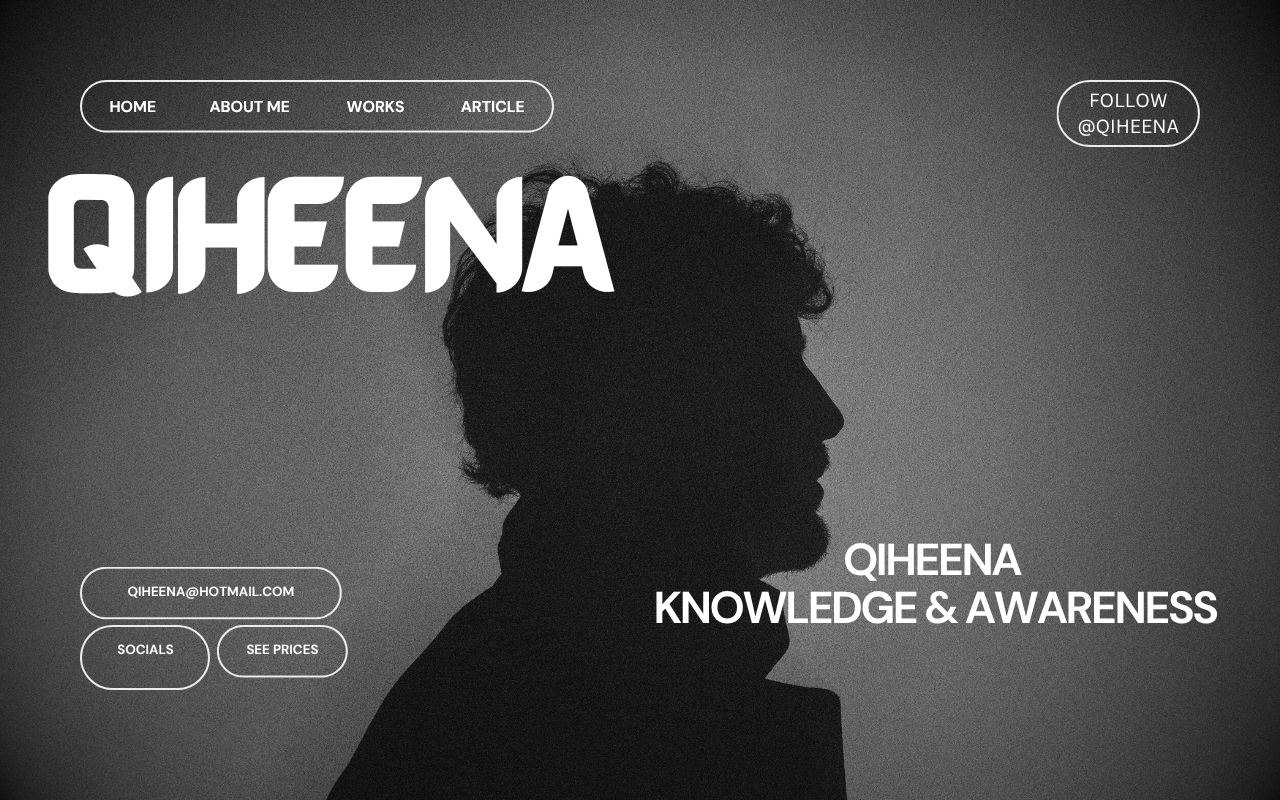 HOME ABOUT ME WORKS ARTICLE
FOLLOW
@QIHEENA
QIHEENA
QIHEENA@HOTMAIL.COM
SOCIALS SEE PRICES
QIHEENA
KNOWLEDGE & AWARENESS